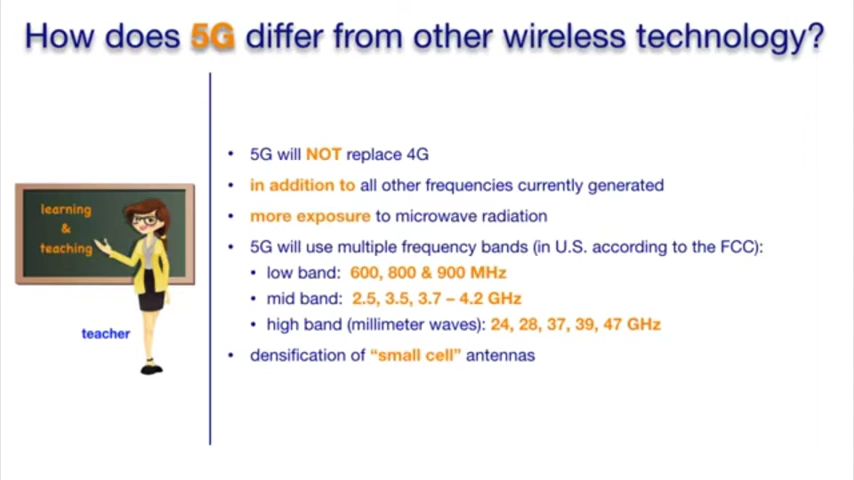 How does 5G differ from other wireless technology?
learning
&
teaching
teacher
• 5G will NOT replace 4G
• in addition to all other frequencies currently generated
• more exposure to microwave radiation
• 5G will use multiple frequency bands (in U.S. according to the FCC):
• low band: 600, 800 & 900 MHz
• mid band: 2.5, 3.5, 3.7 – 4.2 GHz
• high band (millimeter waves): 24, 28, 37, 39, 47 GHz
• densification of “small cell” antennas